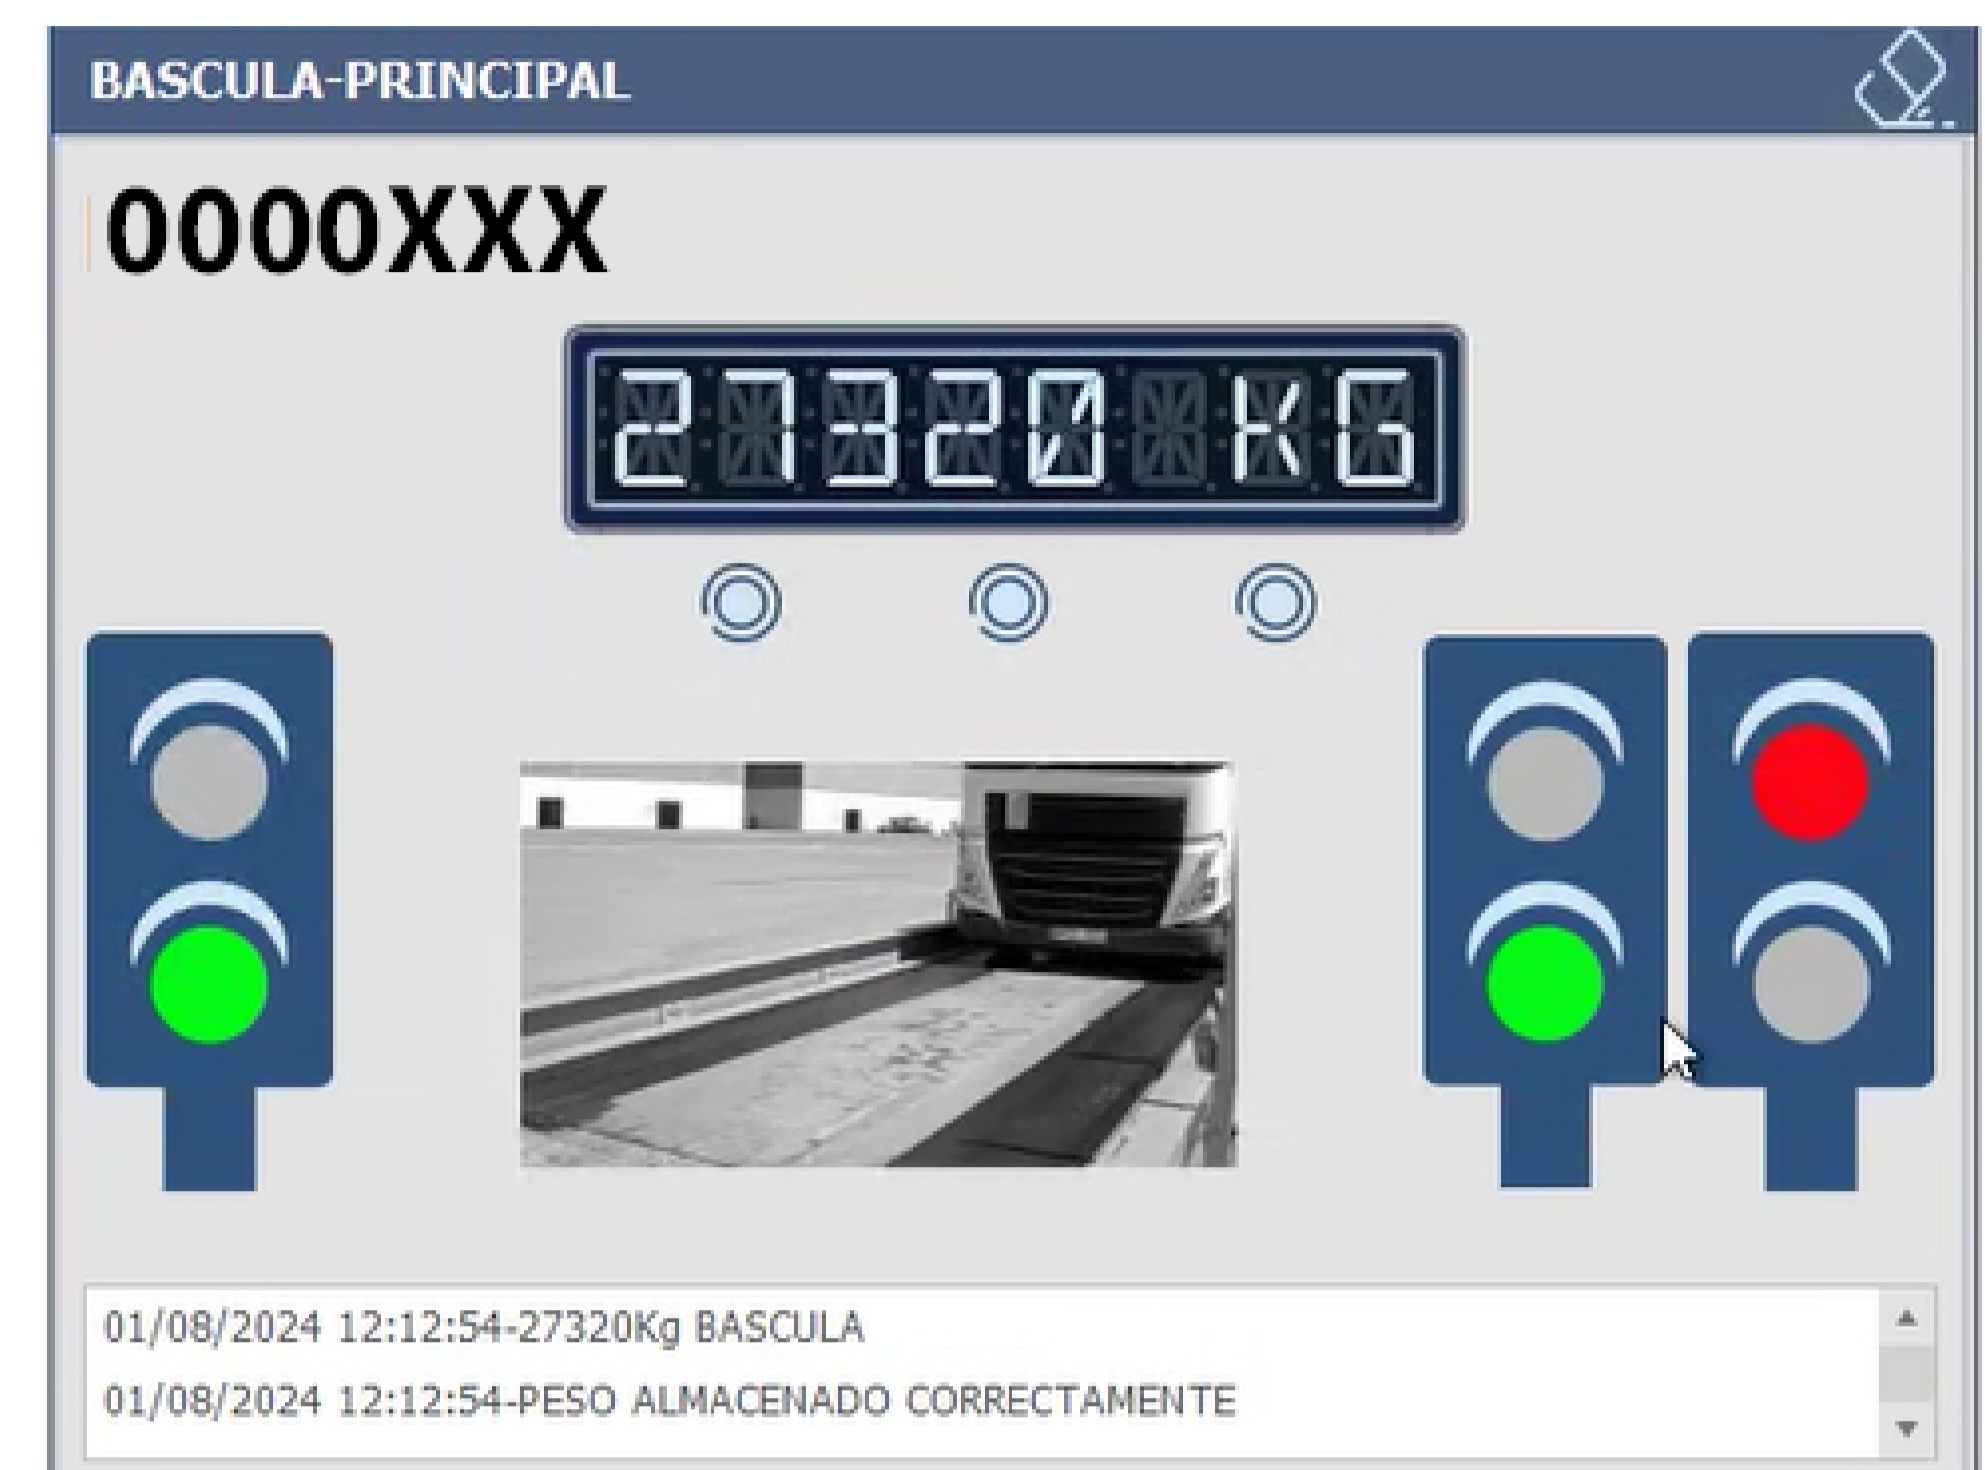 BASCULA-PRINCIPAL
0000XXX
27320 KG
01/08/2024 12:12:54-27320Kg BASCULA
01/08/2024 12:12:54-PESO ALMACENADO CORRECTAMENTE